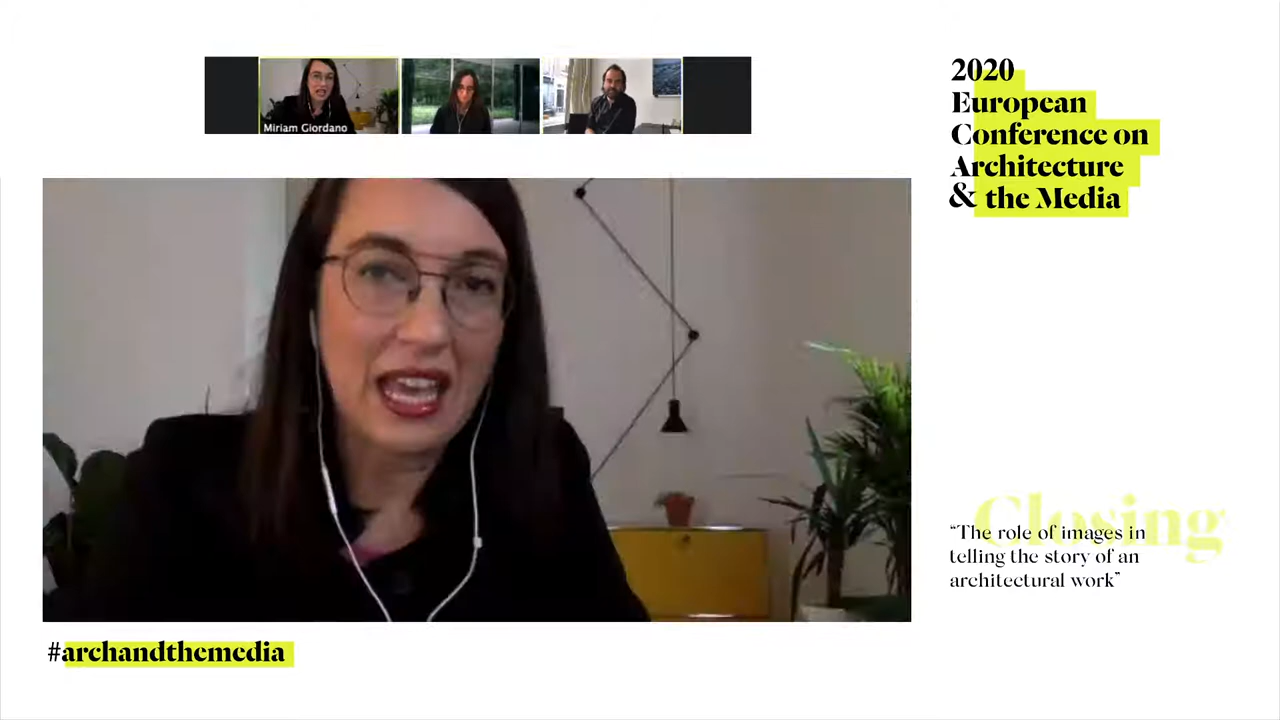 Miriam Giordano
2020
European
Conference on
Architecture
& the Media
Closing
“The role of images in
telling the story of an
architectural work”
#archandthemedia